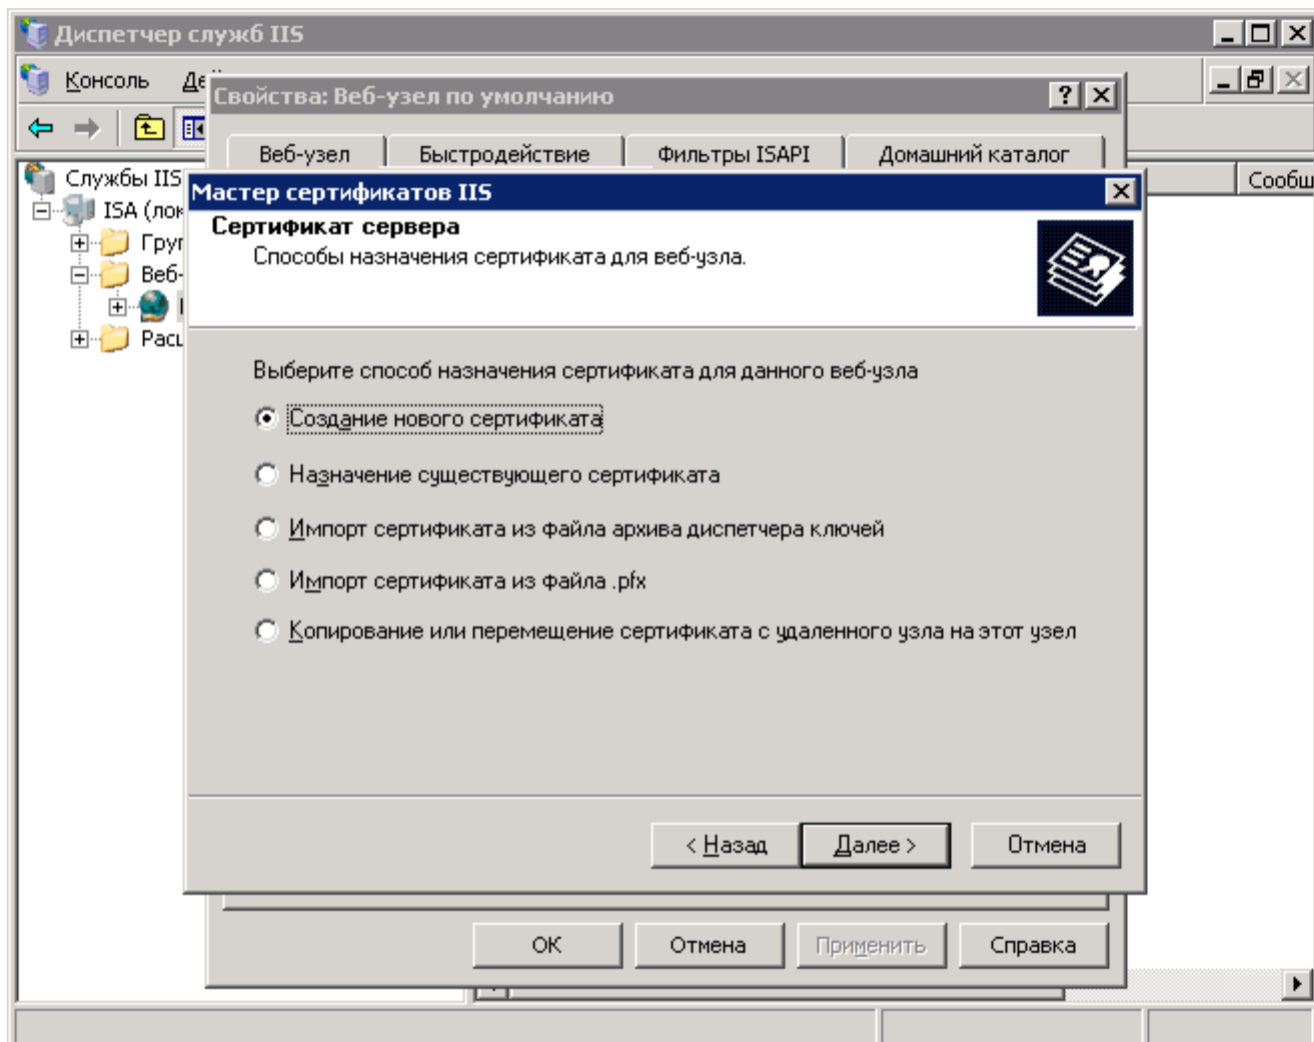 Диспетчер служб IIS
Консоль
Свойства: Веб-узел по умолчанию
Веб-узел Быстродействие Фильтры ISAPI Домашний каталог
Службы IIS
ISA
Мастер сертификатов IIS
Сертификат сервера
Способы назначения сертификата для веб-узла.
Выберите способ назначения сертификата для данного веб-узла
Создание нового сертификата
Назначение существующего сертификата
Импорт сертификата из файла архива диспетчера ключей
Импорт сертификата из файла .pfx
Копирование или перемещение сертификата с удаленного узла на этот узел
< Назад Далее > Отмена
ОК Отмена Применить Справка